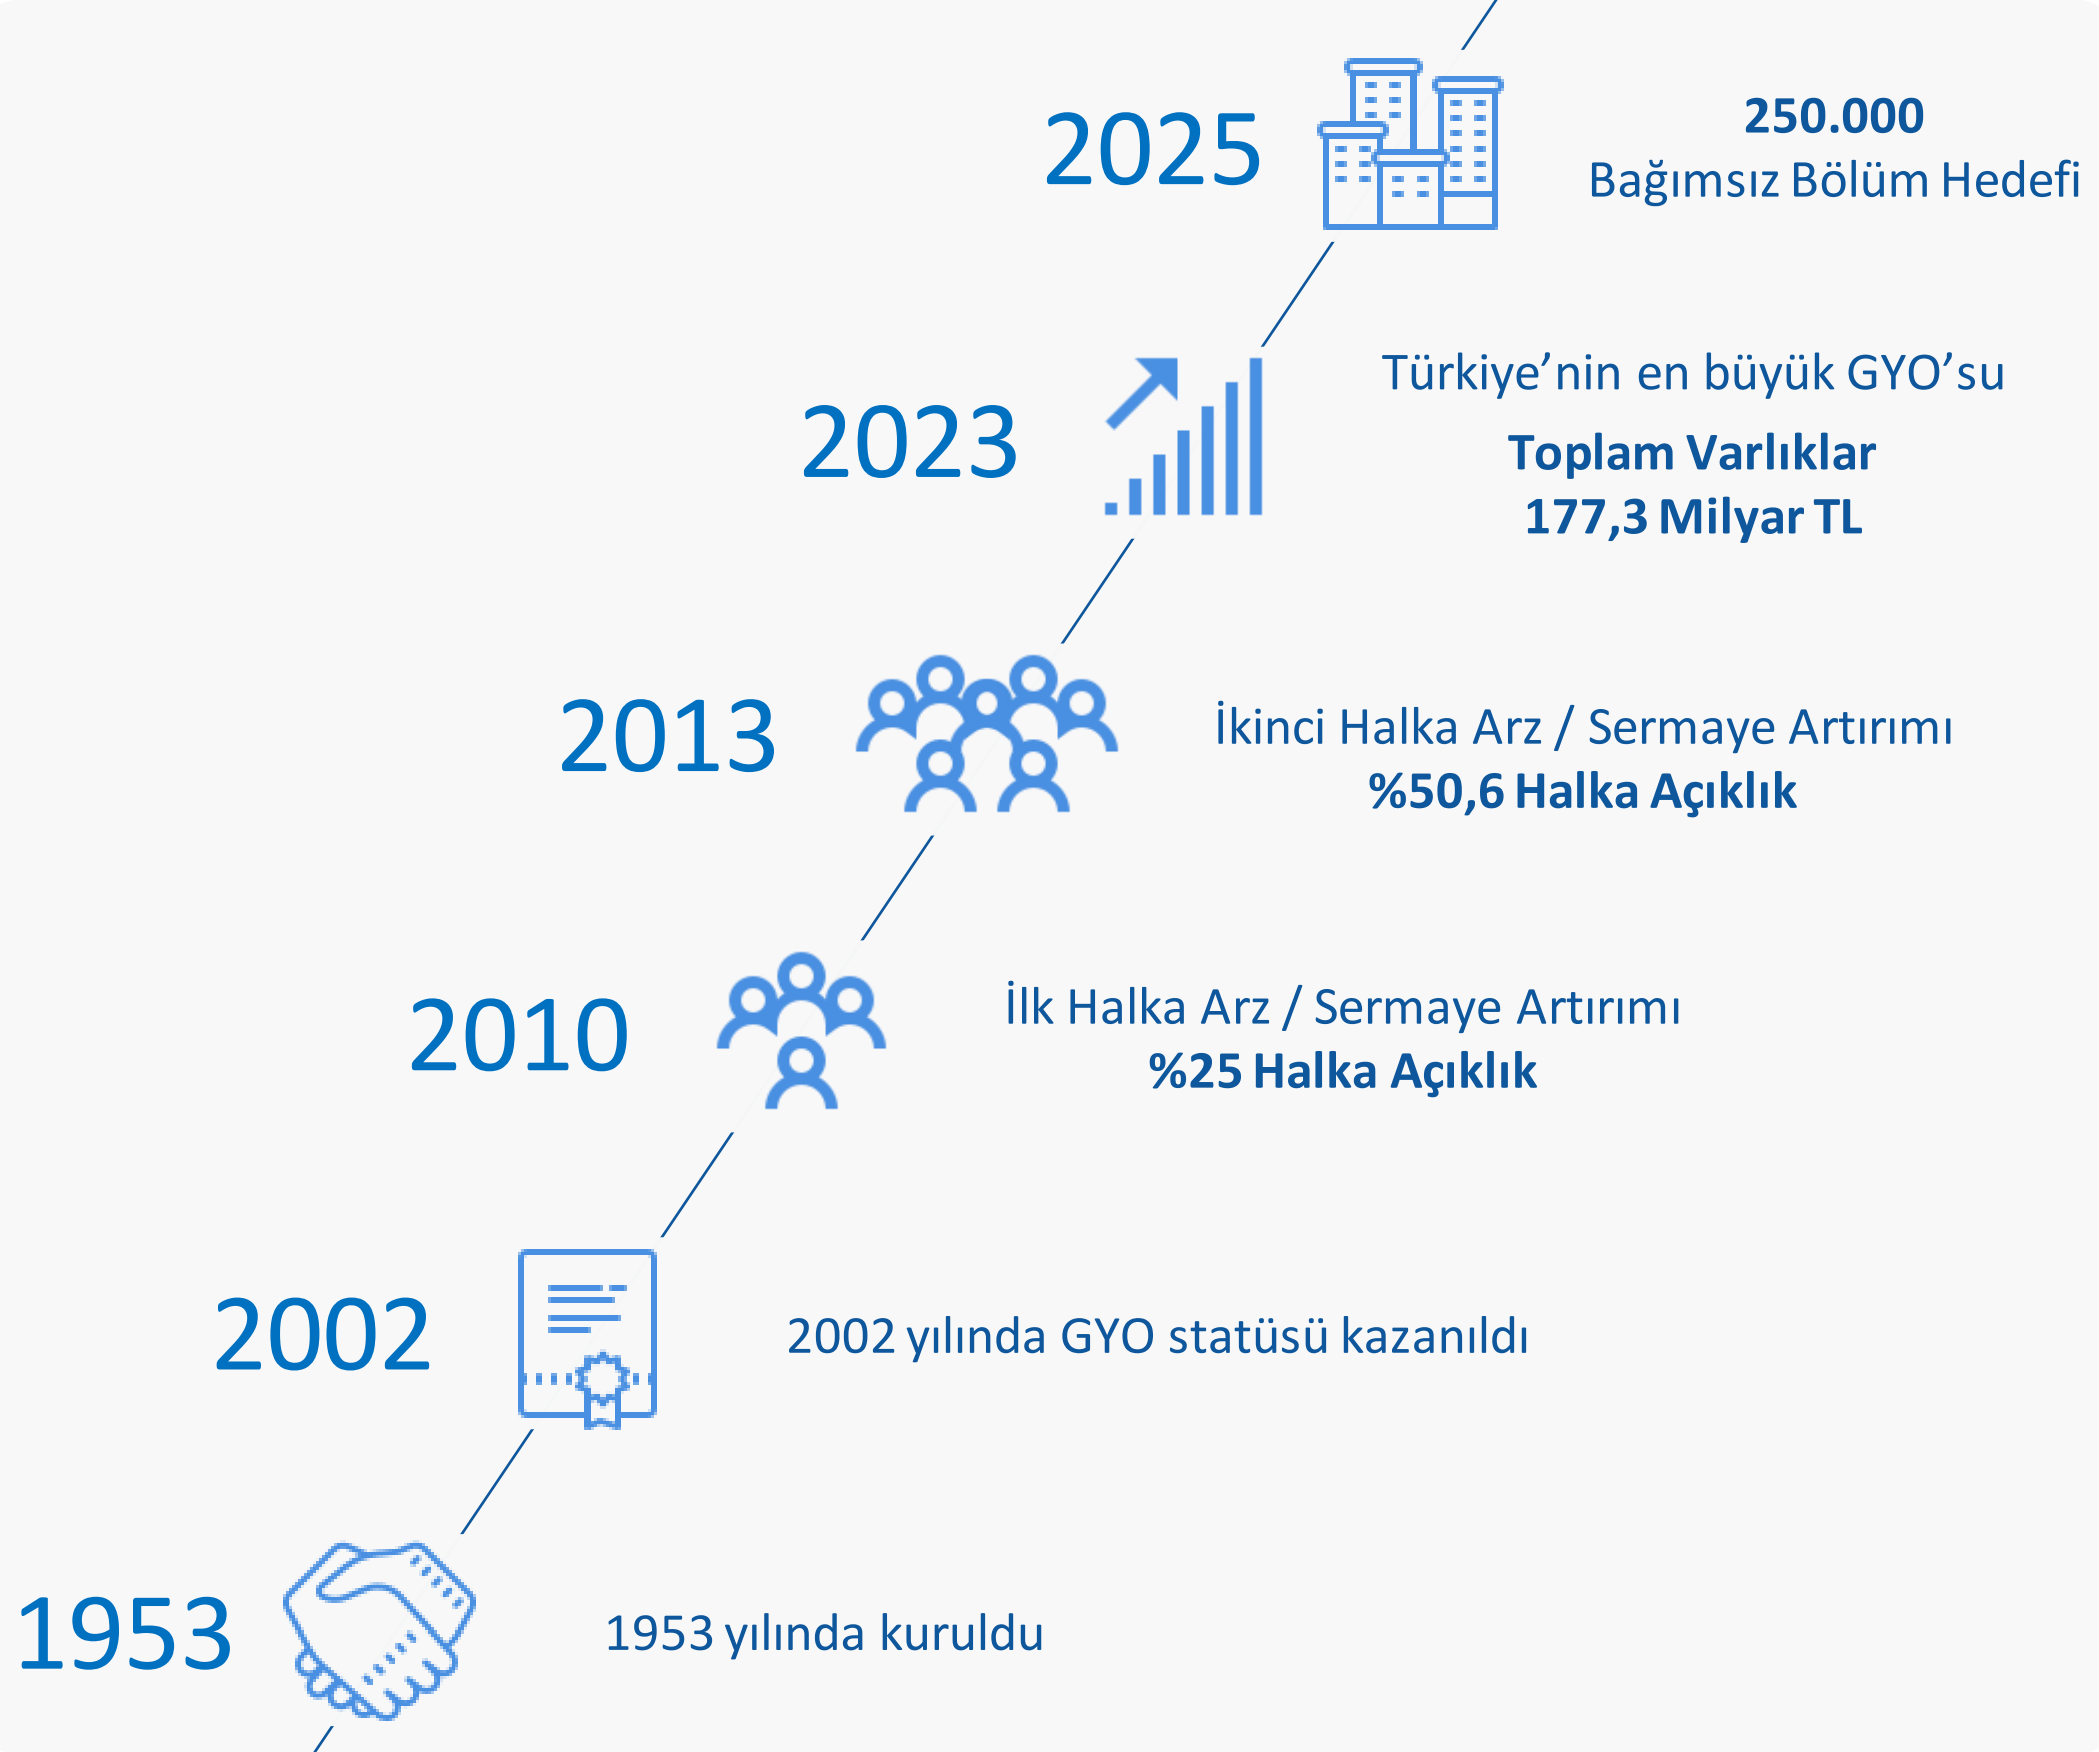 2025
250.000
Bağımsız Bölüm Hedefi
2023
Türkiye’nin en büyük GYO’su
Toplam Varlıklar
177,3 Milyar TL
2013
İkinci Halka Arz / Sermaye Artırımı
%50,6 Halka Açıklık
2010
İlk Halka Arz / Sermaye Artırımı
%25 Halka Açıklık
2002
2002 yılında GYO statüsü kazanıldı
1953
1953 yılında kuruldu